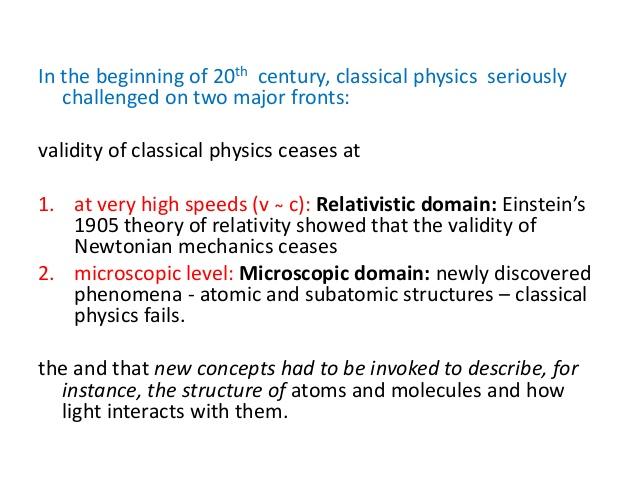 In the beginning of 20th century, classical physics seriously
challenged on two major fronts:
validity of classical physics ceases at
1. at very high speeds (v ~ c): Relativistic domain: Einstein’s
1905 theory of relativity showed that the validity of
Newtonian mechanics ceases
2. microscopic level: Microscopic domain: newly discovered
phenomena - atomic and subatomic structures – classical
physics fails.
the and that new concepts had to be invoked to describe, for
instance, the structure of atoms and molecules and how
light interacts with them.